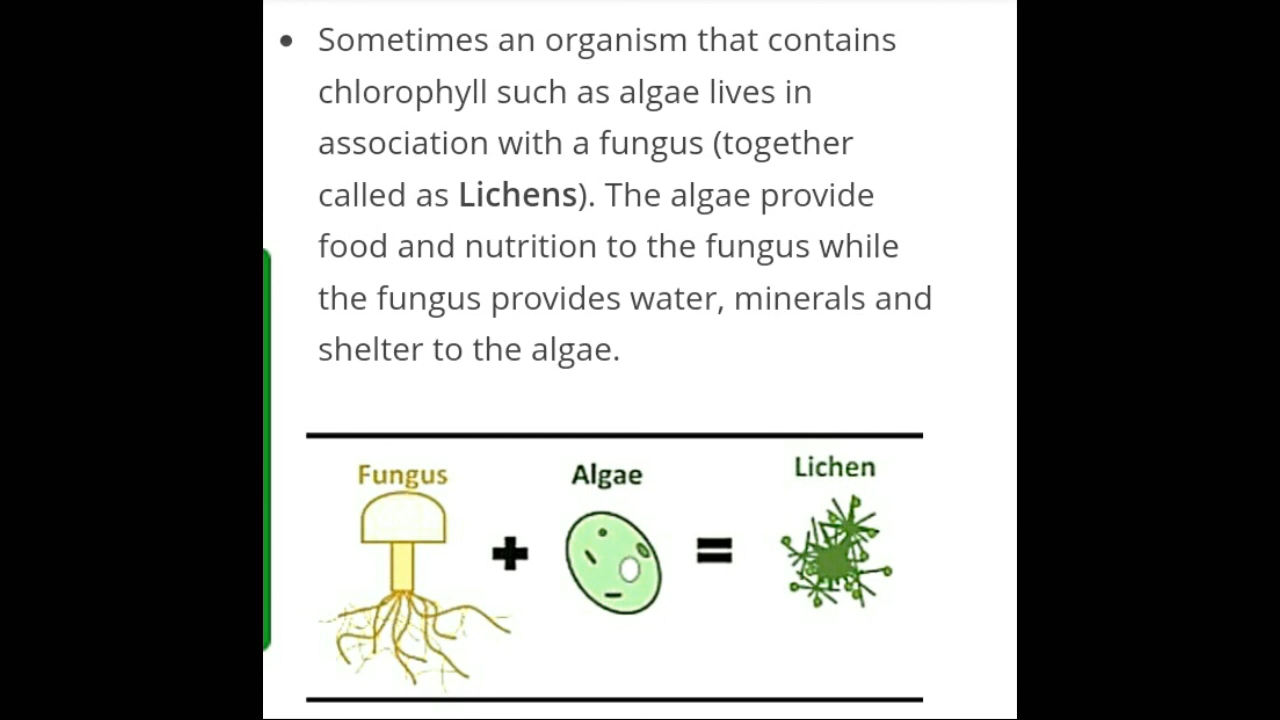 • Sometimes an organism that contains
chlorophyll such as algae lives in
association with a fungus (together
called as Lichens). The algae provide
food and nutrition to the fungus while
the fungus provides water, minerals and
shelter to the algae.
Fungus + Algae = Lichen